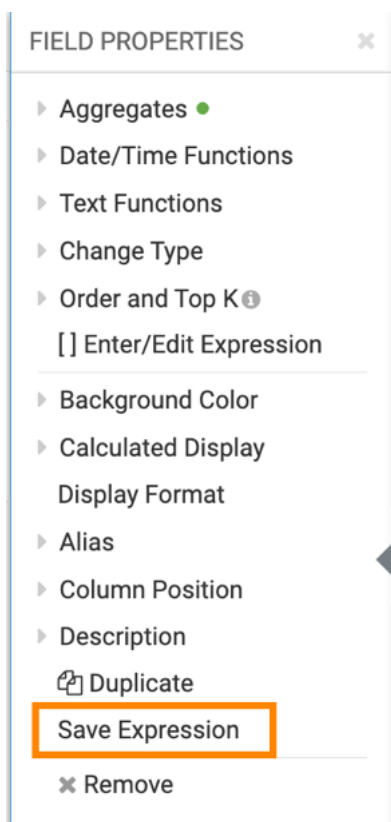 FIELD PROPERTIES
Aggregates
Date/Time Functions
Text Functions
Change Type
Order and Top K
[ ] Enter/Edit Expression
Background Color
Calculated Display
Display Format
Alias
Column Position
Description
Duplicate
Save Expression
Remove